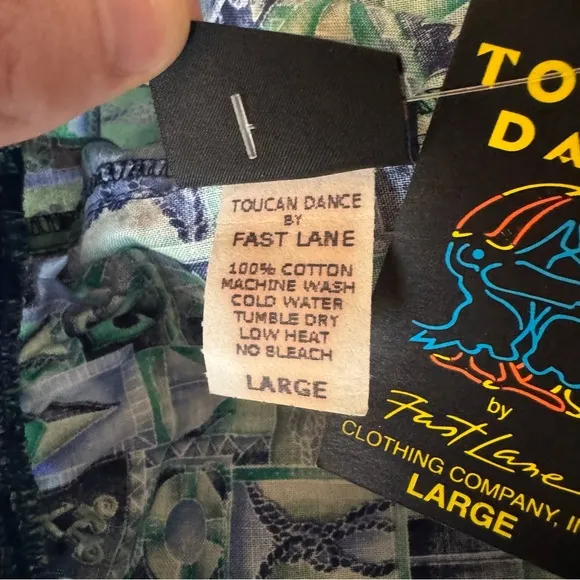 TOUCAN DANCE
BY
FAST LANE
100% COTTON
MACHINE WASH
COLD WATER
TUMBLE DRY
LOW HEAT
NO BLEACH
LARGE
by
Fast Lane
CLOTHING COMPANY,
LARGE